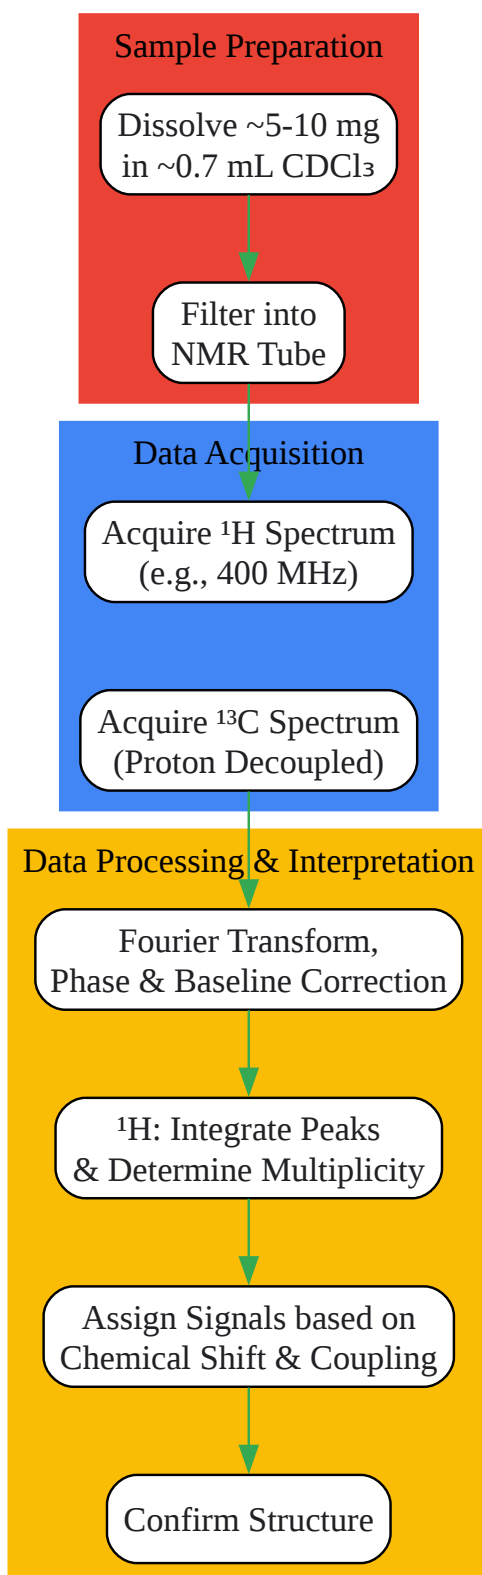 Sample Preparation
Dissolve ~5-10 mg
in ~0.7 mL CDCl₃
Filter into
NMR Tube
Data Acquisition
Acquire ¹H Spectrum
(e.g., 400 MHz)
Acquire ¹³C Spectrum
(Proton Decoupled)
Data Processing & Interpretation
Fourier Transform,
Phase & Baseline Correction
¹H: Integrate Peaks
& Determine Multiplicity
Assign Signals based on
Chemical Shift & Coupling
Confirm Structure